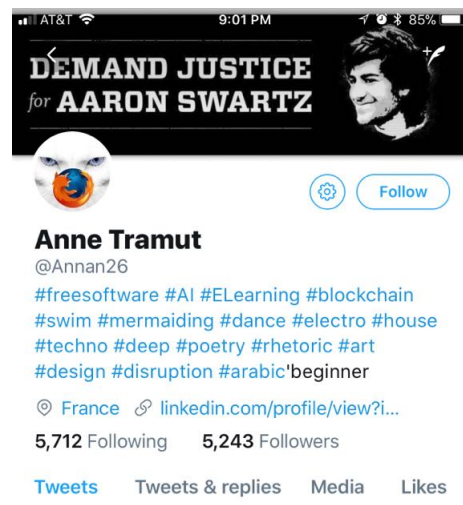 AT&T 9:01 PM 85%
DEMAND JUSTICE
for AARON SWARTZ
Follow
Anne Tramut
@Annan26
#freesoftware #AI #ELearning #blockchain
#swim #mermaiding #dance #electro #house
#techno #deep #poetry #rhetoric #art
#design #disruption #arabic'beginner
France linkedin.com/profile/view?i...
5,712 Following 5,243 Followers
Tweets Tweets & replies Media Likes